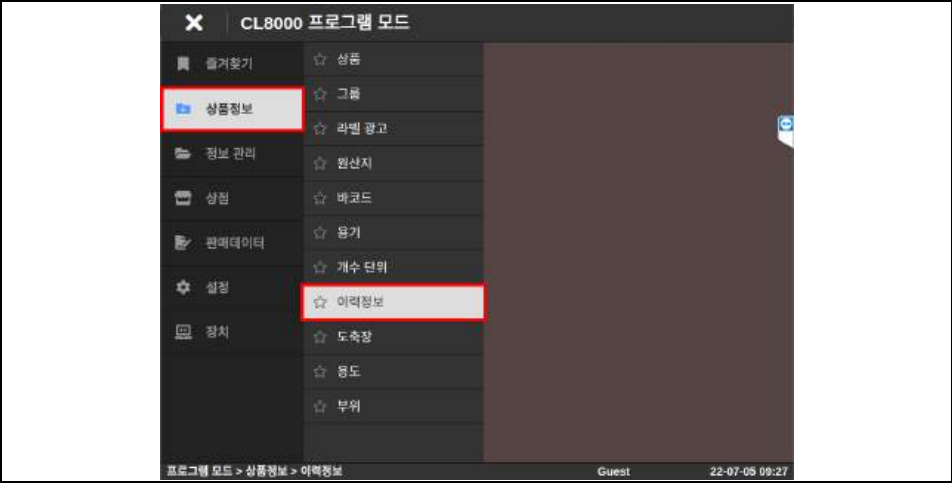 CL8000 프로그램 모드
즐겨찾기
상품정보
정보 관리
상점
판매데이터
설정
장치
상품
그룹
라벨 광고
원산지
바코드
용기
개수 단위
이력정보
도축장
용도
부위
프로그램 모드 > 상품정보 > 이력정보
Guest
22-07-05 09:27